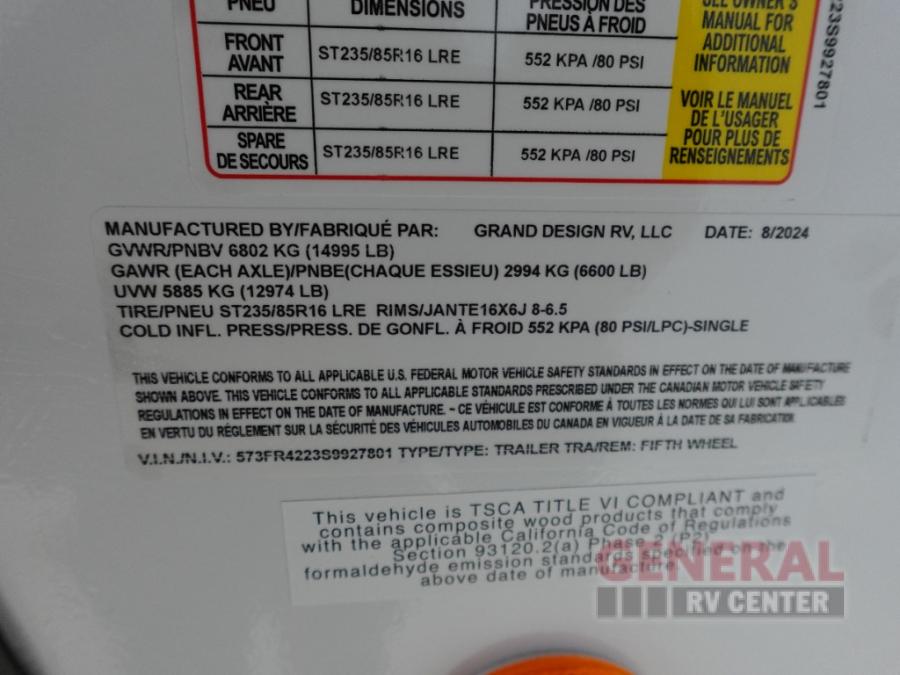 PNEU DIMENSIONS PRESSION DES
PNEUS À FROID
FRONT
AVANT ST235/85R16 LRE 552 KPA /80 PSI
REAR
ARRIÈRE ST235/85R16 LRE 552 KPA /80 PSI
SPARE
DE SECOURS ST235/85R16 LRE 552 KPA /80 PSI
SEE OWNER'S
MANUAL FOR
ADDITIONAL
INFORMATION
VOIR LE MANUEL
DE L'USAGER
POUR PLUS DE
RENSEIGNEMENTS
23S9927801
MANUFACTURED BY/FABRIQUÉ PAR: GRAND DESIGN RV, LLC DATE: 8/2024
GVWR/PNBV 6802 KG (14995 LB)
GAWR (EACH AXLE)/PNBE(CHAQUE ESSIEU) 2994 KG (6600 LB)
UVW 5885 KG (12974 LB)
TIRE/PNEU ST235/85R16 LRE RIMS/JANTE16X6J 8-6.5
COLD INFL. PRESS/PRESS. DE GONFL. À FROID 552 KPA (80 PSI/LPC)-SINGLE
THIS VEHICLE CONFORMS TO ALL APPLICABLE U.S. FEDERAL MOTOR VEHICLE SAFETY STANDARDS IN EFFECT ON THE DATE OF MANUFACTURE
SHOWN ABOVE. THIS VEHICLE CONFORMS TO ALL APPLICABLE STANDARDS PRESCRIBED UNDER THE CANADIAN MOTOR VEHICLE SAFETY
REGULATIONS IN EFFECT ON THE DATE OF MANUFACTURE. – CE VÉHICULE EST CONFORME À TOUTES LES NORMES QUI LUI SONT APPLICABLES
EN VERTU DU RÈGLEMENT SUR LA SÉCURITÉ DES VÉHICULES AUTOMOBILES DU CANADA EN VIGUEUR À LA DATE DE SA FABRICATION
V.I.N./N.I.V.: 573FR4223S9927801 TYPE/TYPE: TRAILER TRA/REM: FIFTH WHEEL
This vehicle is TSCA TITLE VI COMPLIANT and
contains composite wood products that comply
with the applicable California Code of Regulations
Section 93120.2(a) Phase 2 (P2)
formaldehyde emission standards specified on the
above date of manufacture
GENERAL
RV CENTER